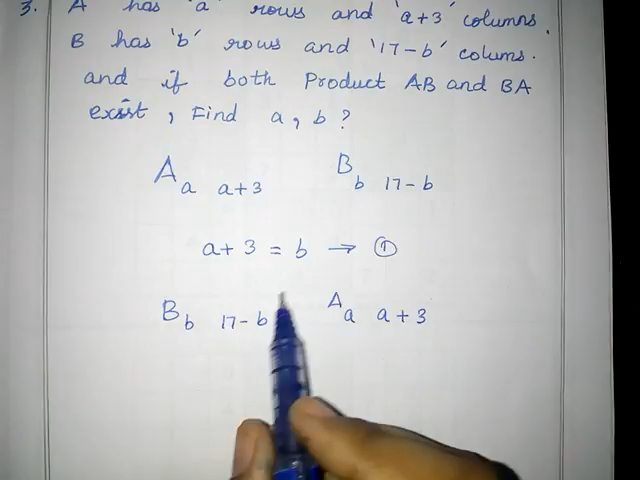 3. A has 'a' rows and 'a+3' columns.
B has 'b' rows and '17-b' colums.
and if both Product AB and BA
exist, Find a, b ?
A a a+3 B b 17-b
a+3 = b → ①
B b 17-b A a a+3